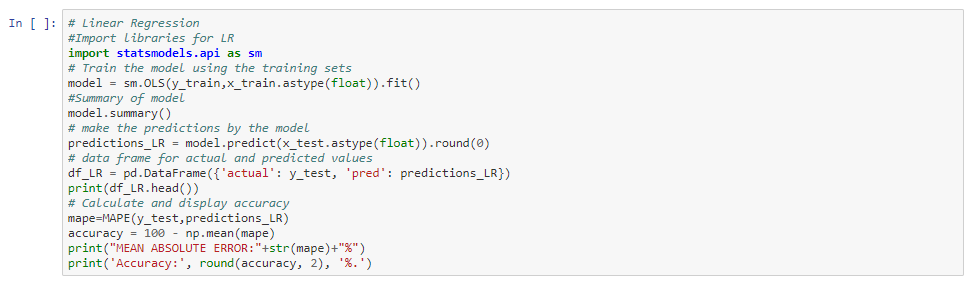 In [ ]: # Linear Regression
#Import libraries for LR
import statsmodels.api as sm
# Train the model using the training sets
model = sm.OLS(y_train,x_train.astype(float)).fit()
#Summary of model
model.summary()
# make the predictions by the model
predictions_LR = model.predict(x_test.astype(float)).round(0)
# data frame for actual and predicted values
df_LR = pd.DataFrame({'actual': y_test, 'pred': predictions_LR})
print(df_LR.head())
# Calculate and display accuracy
mape=MAPE(y_test,predictions_LR)
accuracy = 100 - np.mean(mape)
print("MEAN ABSOLUTE ERROR:"+str(mape)+"%")
print('Accuracy:', round(accuracy, 2), '%.')